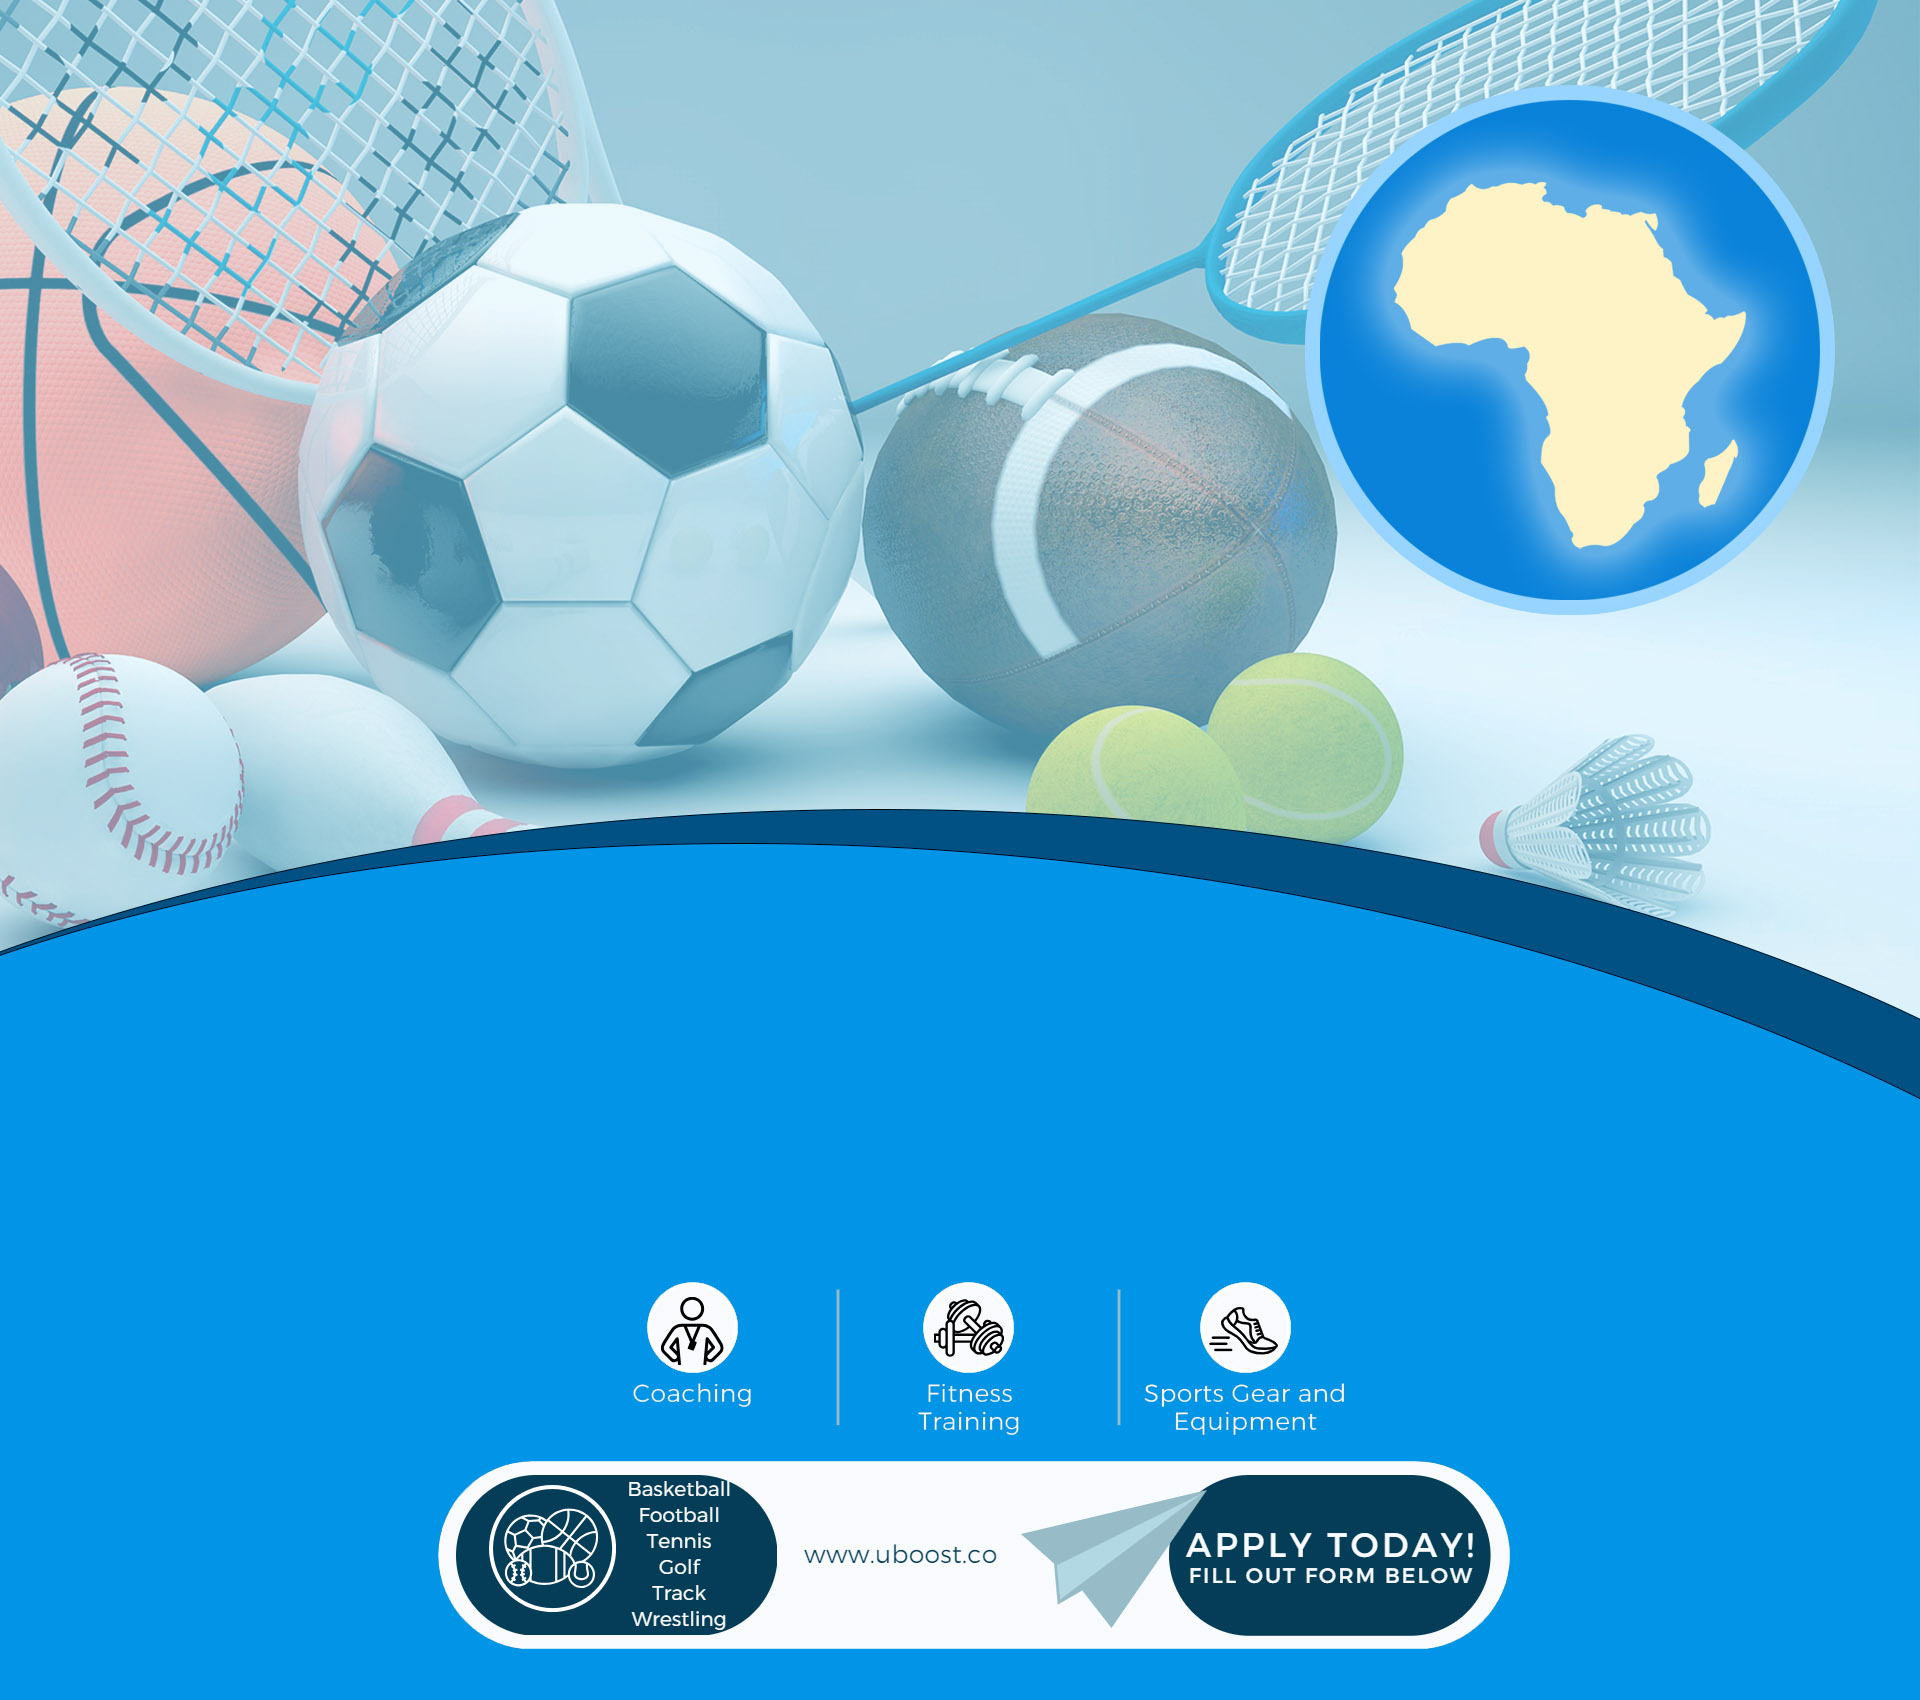 Coaching
Fitness
Training
Sports Gear and
Equipment
Basketball
Football
Tennis
Golf
Track
Wrestling
www.uboost.co
APPLY TODAY!
FILL OUT FORM BELOW